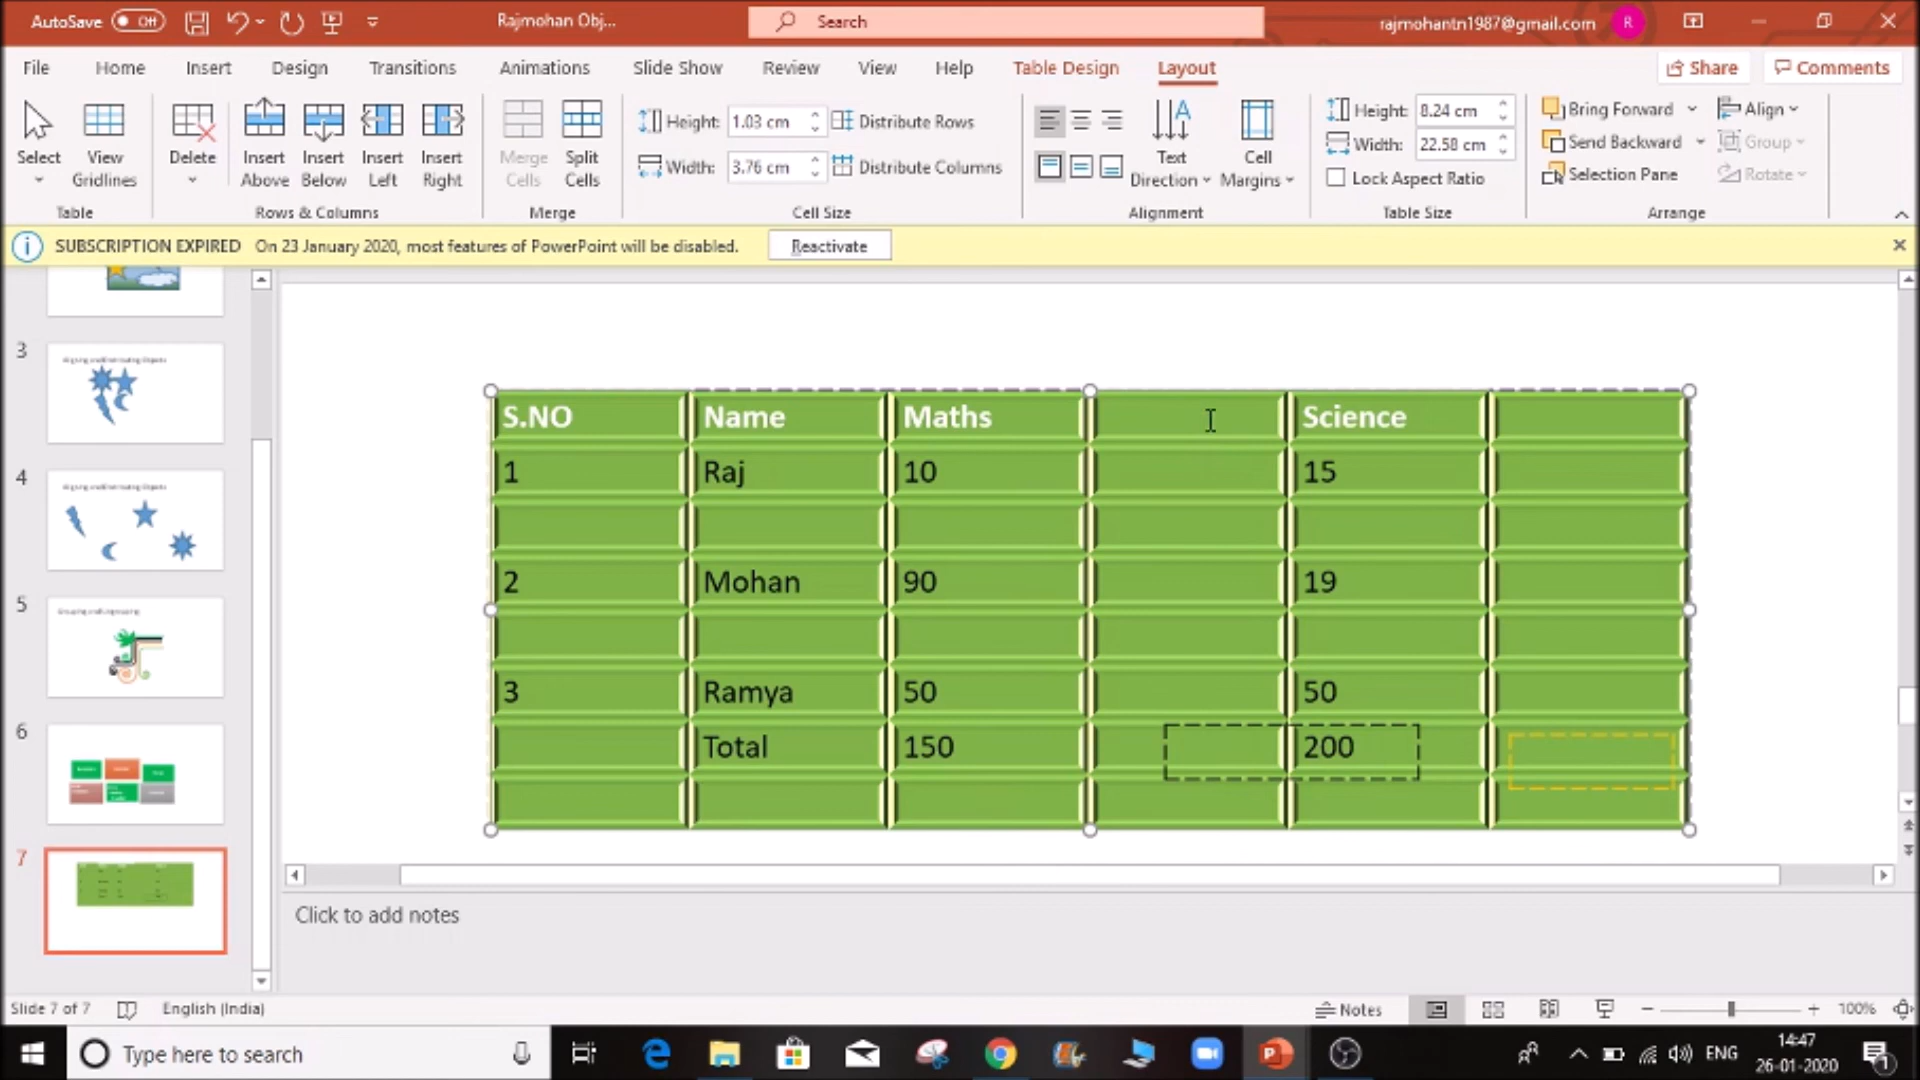 AutoSave Off Rajmohan Obj... Search rajmohantn1987@gmail.com R
File Home Insert Design Transitions Animations Slide Show Review View Help Table Design Layout Share Comments
Select
View Gridlines
Table
Delete
Insert Above
Insert Below
Insert Left
Insert Right
Rows & Columns
Merge Cells
Split Cells
Merge
Height: 1.03 cm Distribute Rows
Width: 3.76 cm Distribute Columns
Cell Size
Text Direction
Cell Margins
Alignment
Height: 8.24 cm
Width: 22.58 cm
Lock Aspect Ratio
Table Size
Bring Forward Align
Send Backward Group
Selection Pane Rotate
Arrange
SUBSCRIPTION EXPIRED On 23 January 2020, most features of PowerPoint will be disabled. Reactivate
3
4
5
6
7
S.NO Name Maths Science
1 Raj 10 15
2 Mohan 90 19
3 Ramya 50 50
Total 150 200
Click to add notes
Slide 7 of 7 English (India) Notes 100%
Type here to search ENG 14:47
26-01-2020 1